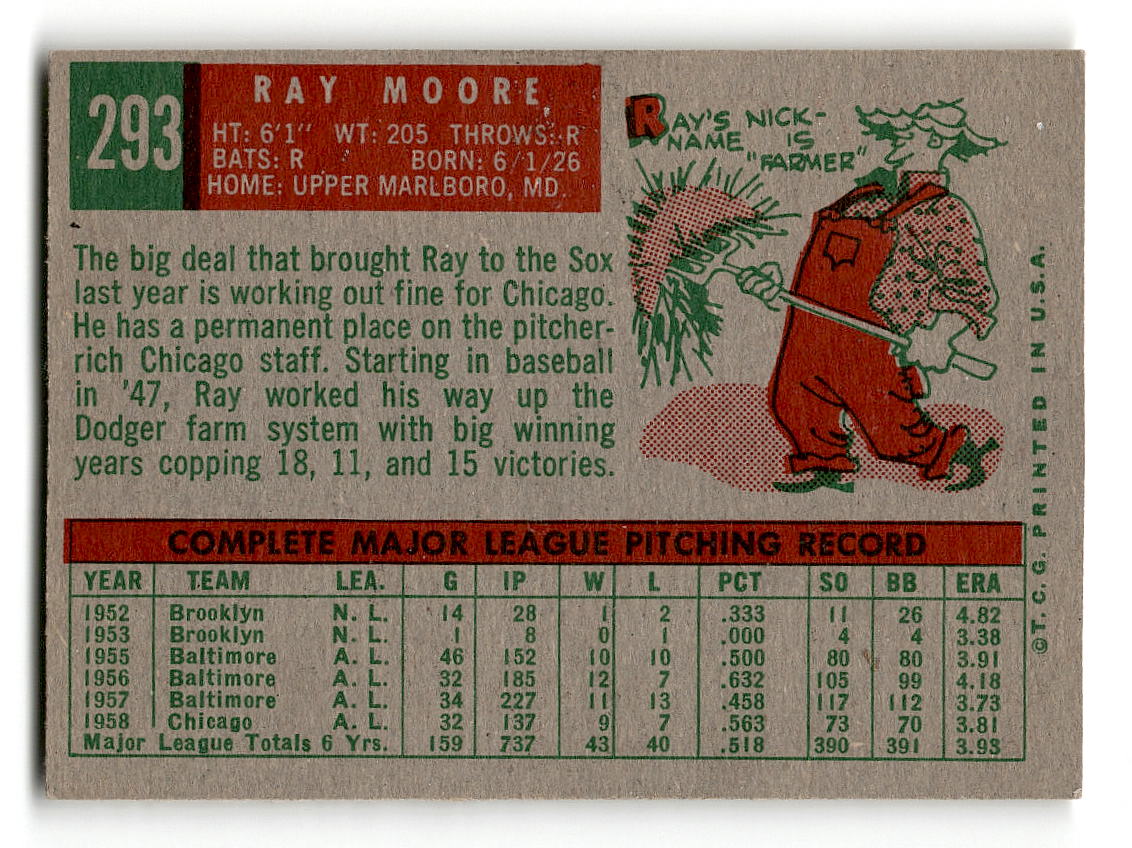 293
RAY MOORE
HT: 6'1" WT: 205 THROWS: R
BATS: R BORN: 6/1/26
HOME: UPPER MARLBORO, MD.
RAY'S NICK-
NAME IS
"FARMER"
The big deal that brought Ray to the Sox
last year is working out fine for Chicago.
He has a permanent place on the pitcher-
rich Chicago staff. Starting in baseball
in '47, Ray worked his way up the
Dodger farm system with big winning
years copping 18, 11, and 15 victories.
COMPLETE MAJOR LEAGUE PITCHING RECORD
YEAR TEAM LEA. G IP W L PCT SO BB ERA
1952 Brooklyn N. L. 14 28 1 2 .333 11 26 4.82
1953 Brooklyn N. L. 1 8 0 1 .000 4 4 3.38
1955 Baltimore A. L. 46 152 10 10 .500 80 80 3.91
1956 Baltimore A. L. 32 185 12 7 .632 105 99 4.18
1957 Baltimore A. L. 34 227 11 13 .458 117 112 3.73
1958 Chicago A. L. 32 137 9 7 .563 73 70 3.81
Major League Totals 6 Yrs. 159 737 43 40 .518 390 391 3.93
©T. C. G. PRINTED IN U.S.A.